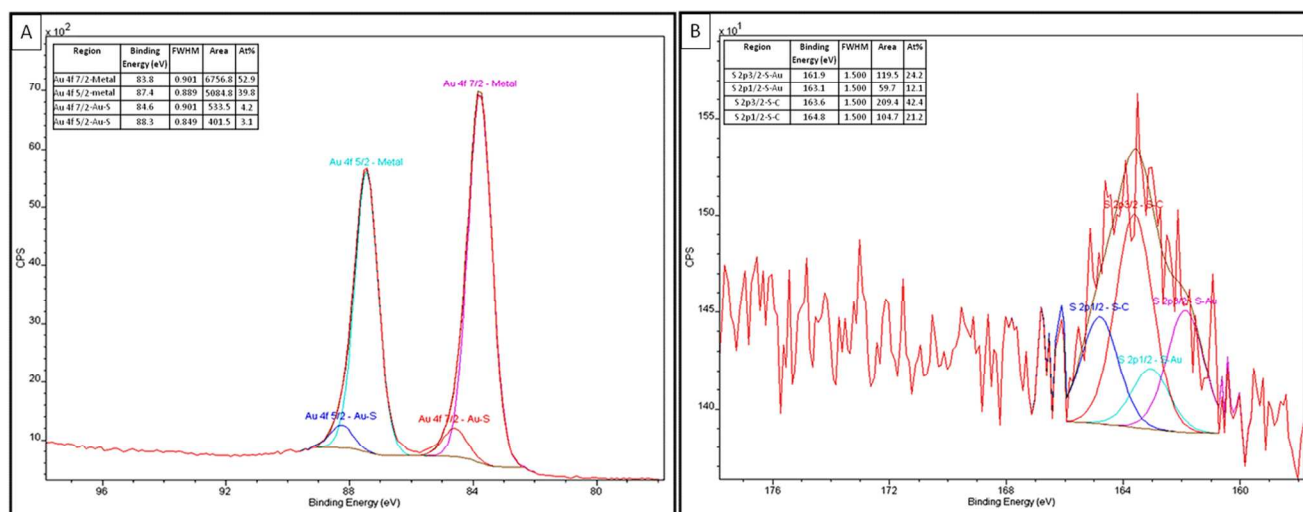 A
x 10²
Region Binding Energy (eV) FWHM Area At%
Au 4f 7/2-Metal 83.8 0.901 6756.8 52.9
Au 4f 5/2-metal 87.4 0.889 5084.8 39.8
Au 4f 7/2-Au-S 84.6 0.901 533.5 4.2
Au 4f 5/2-Au-S 88.3 0.849 401.5 3.1
Au 4f 7/2 - Metal
Au 4f 5/2 - Metal
Au 4f 5/2 - Au-S
Au 4f 7/2 - Au-S
70
60
50
40
30
20
10
CPS
96 92 88 84 80
Binding Energy (eV)
B
x 10¹
Region Binding Energy (eV) FWHM Area At%
S 2p3/2-S-Au 161.9 1.500 119.5 24.2
S 2p1/2-S-Au 163.1 1.500 59.7 12.1
S 2p3/2-S-C 163.6 1.500 209.4 42.4
S 2p1/2-S-C 164.8 1.500 104.7 21.2
S 2p3/2 - S-C
S 2p3/2 - S-Au
S 2p1/2 - S-C
S 2p1/2 - S-Au
155
150
145
140
CPS
176 172 168 164 160
Binding Energy (eV)